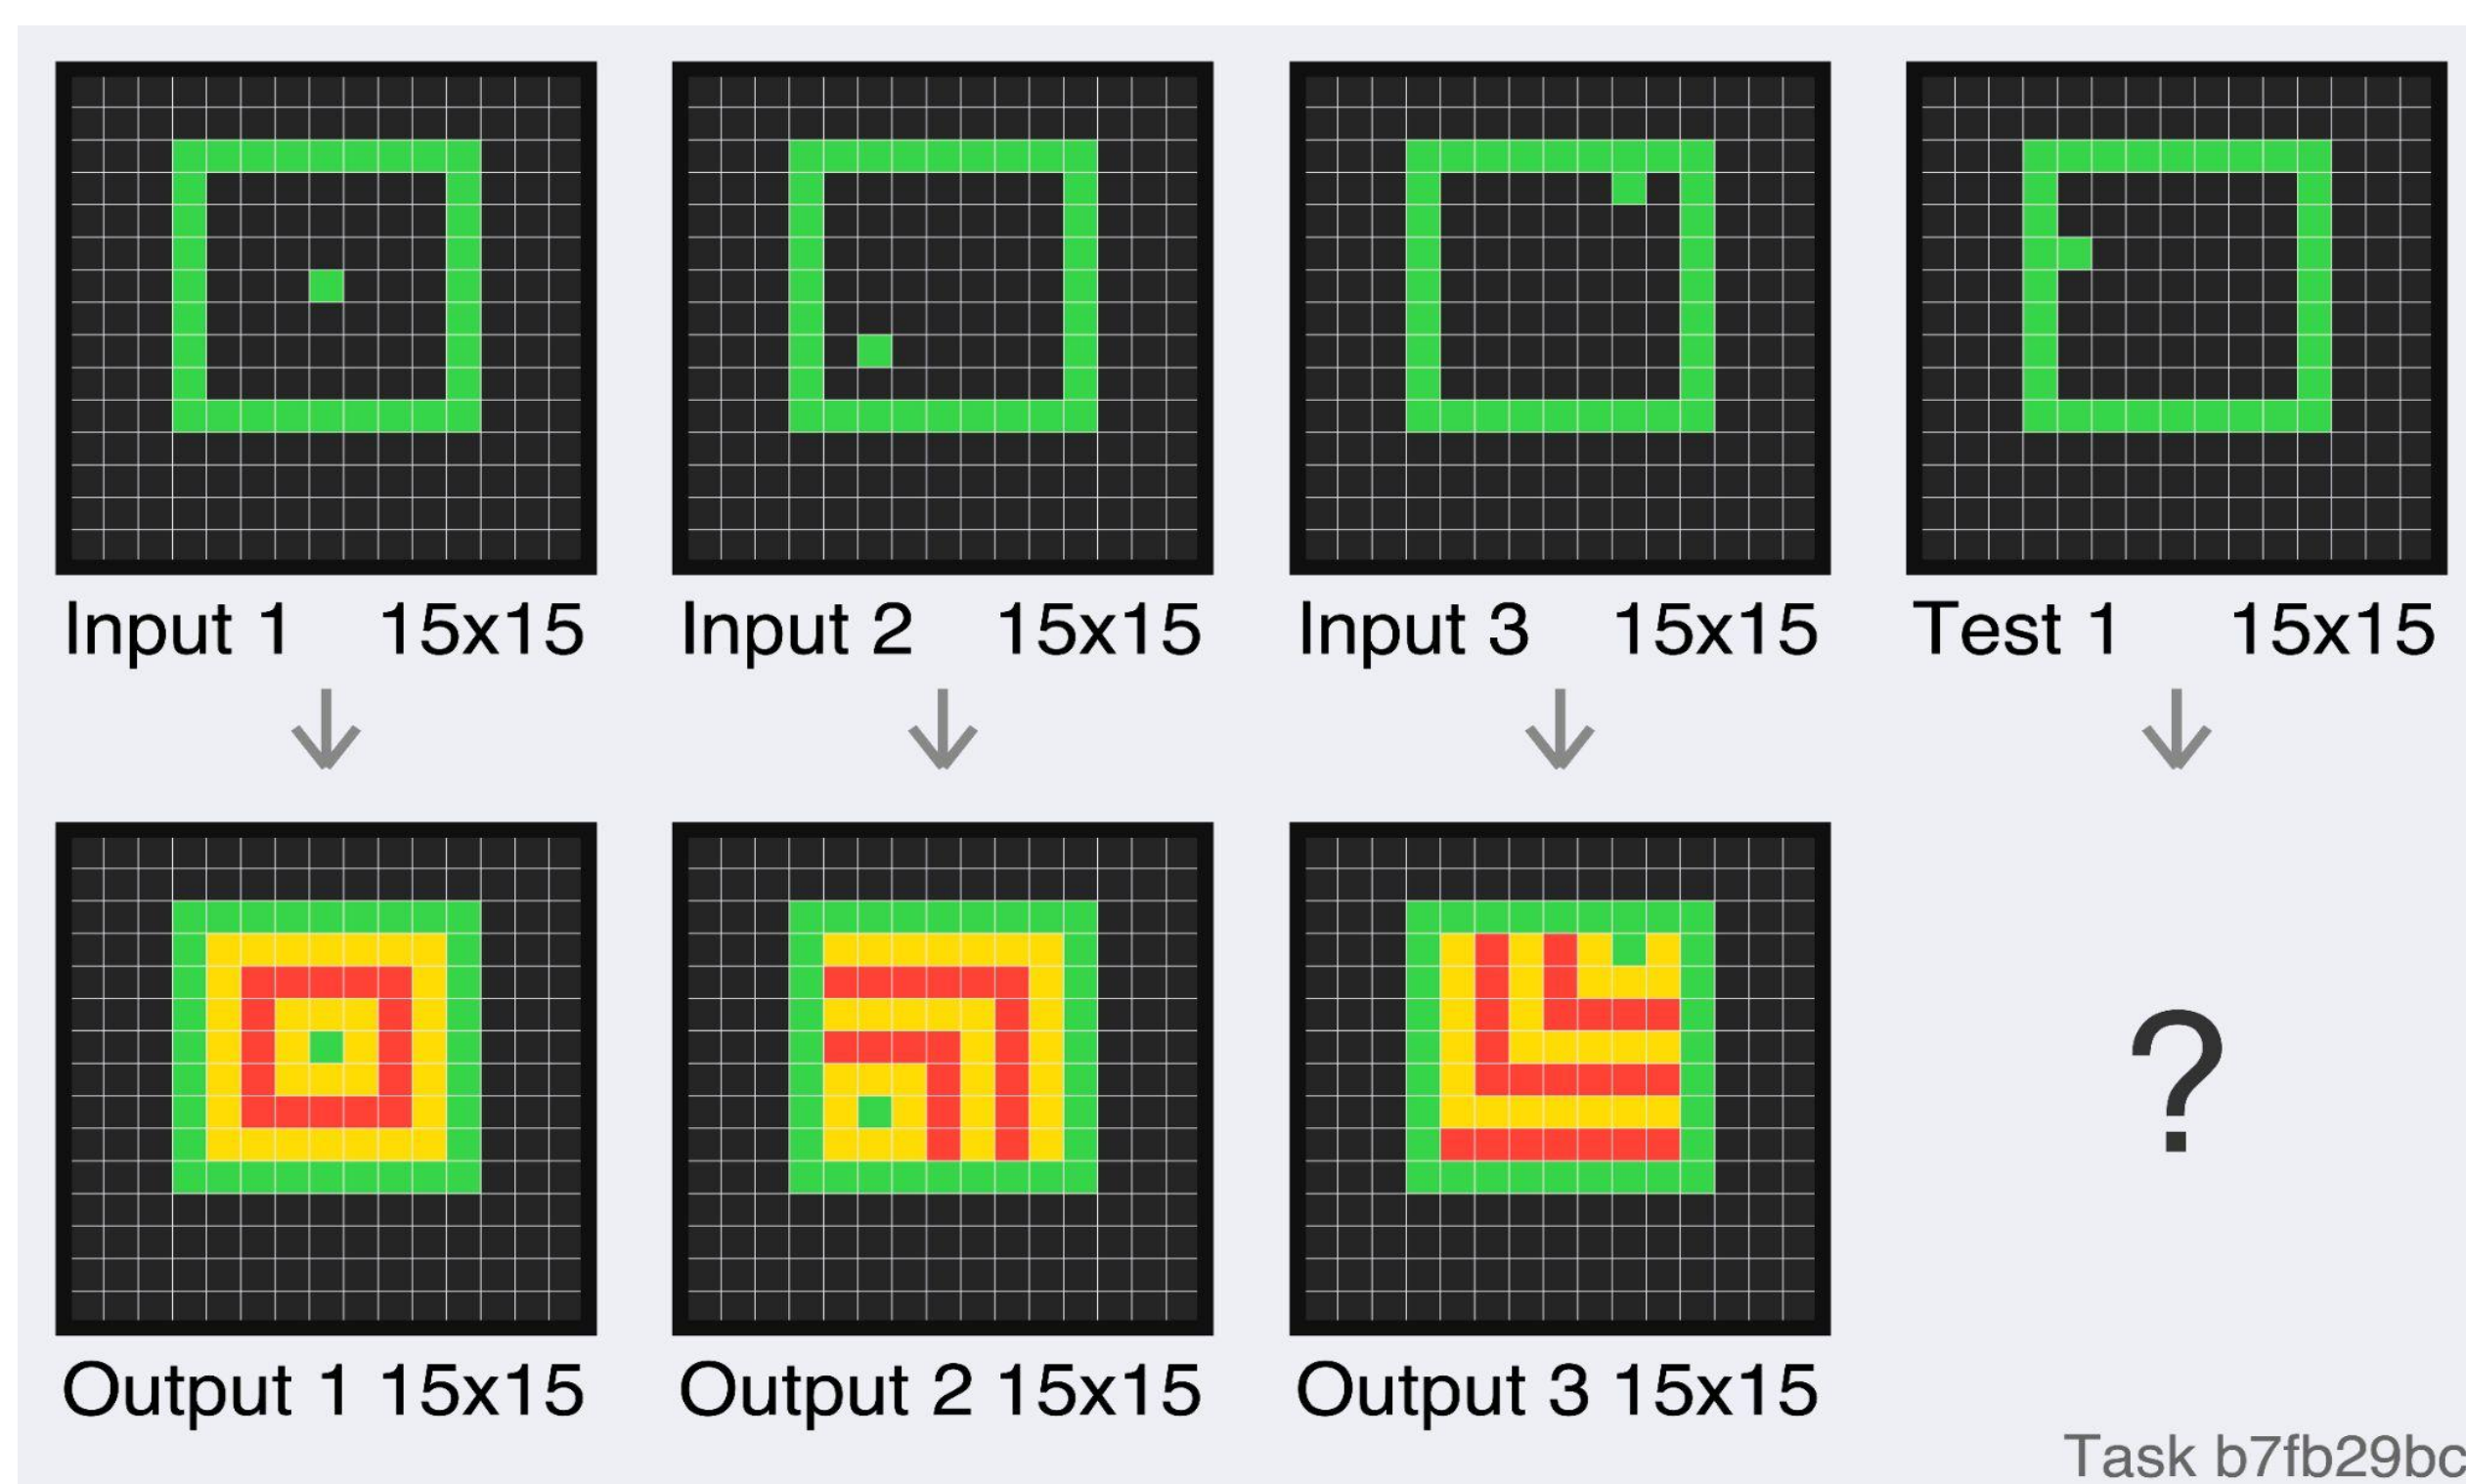 Input 1 15x15 Input 2 15x15 Input 3 15x15 Test 1 15x15
?
Output 1 15x15 Output 2 15x15 Output 3 15x15
Task b7fb29bc